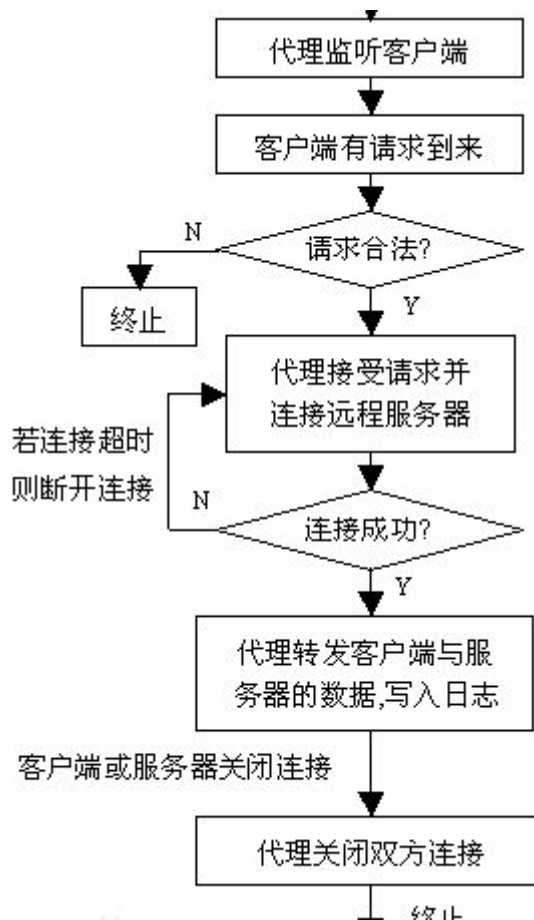 代理监听客户端
客户端有请求到来
请求合法?
N
终止
Y
代理接受请求并
连接远程服务器
若连接超时
则断开连接
N
连接成功?
Y
代理转发客户端与服
务器的数据,写入日志
客户端或服务器关闭连接
代理关闭双方连接
终止